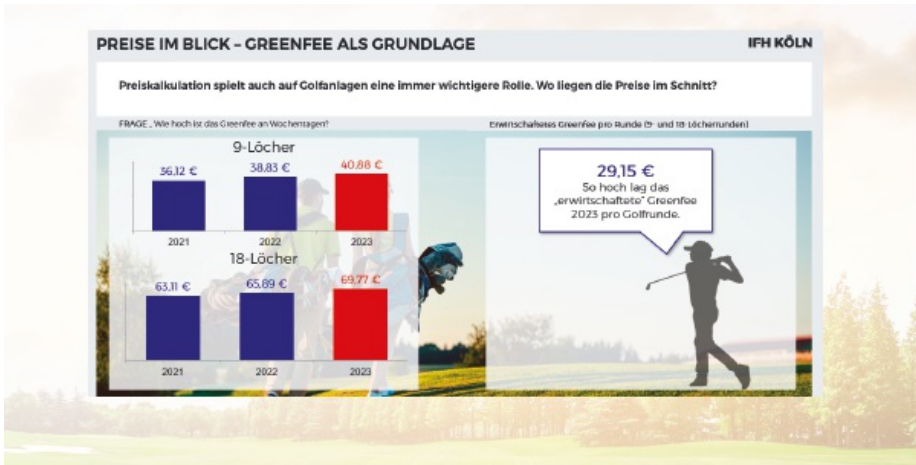 PREISE IM BLICK – GREENFEE ALS GRUNDLAGE
IFH KÖLN
Preiskalkulation spielt auch auf Golfanlagen eine immer wichtigere Rolle. Wo liegen die Preise im Schnitt?
FRAGE „Wie hoch ist das Greenfee an Wochentagen?
9-Löcher
36,12 € 38,83 € 40,88 €
2021 2022 2023
18-Löcher
63,11 € 65,89 € 69,77 €
2021 2022 2023
Erwirtschaftetes Greenfee pro Runde (9- und 18-Löcherrunden)
29,15 €
So hoch lag das
„erwirtschaftete“ Greenfee
2023 pro Golfrunde.